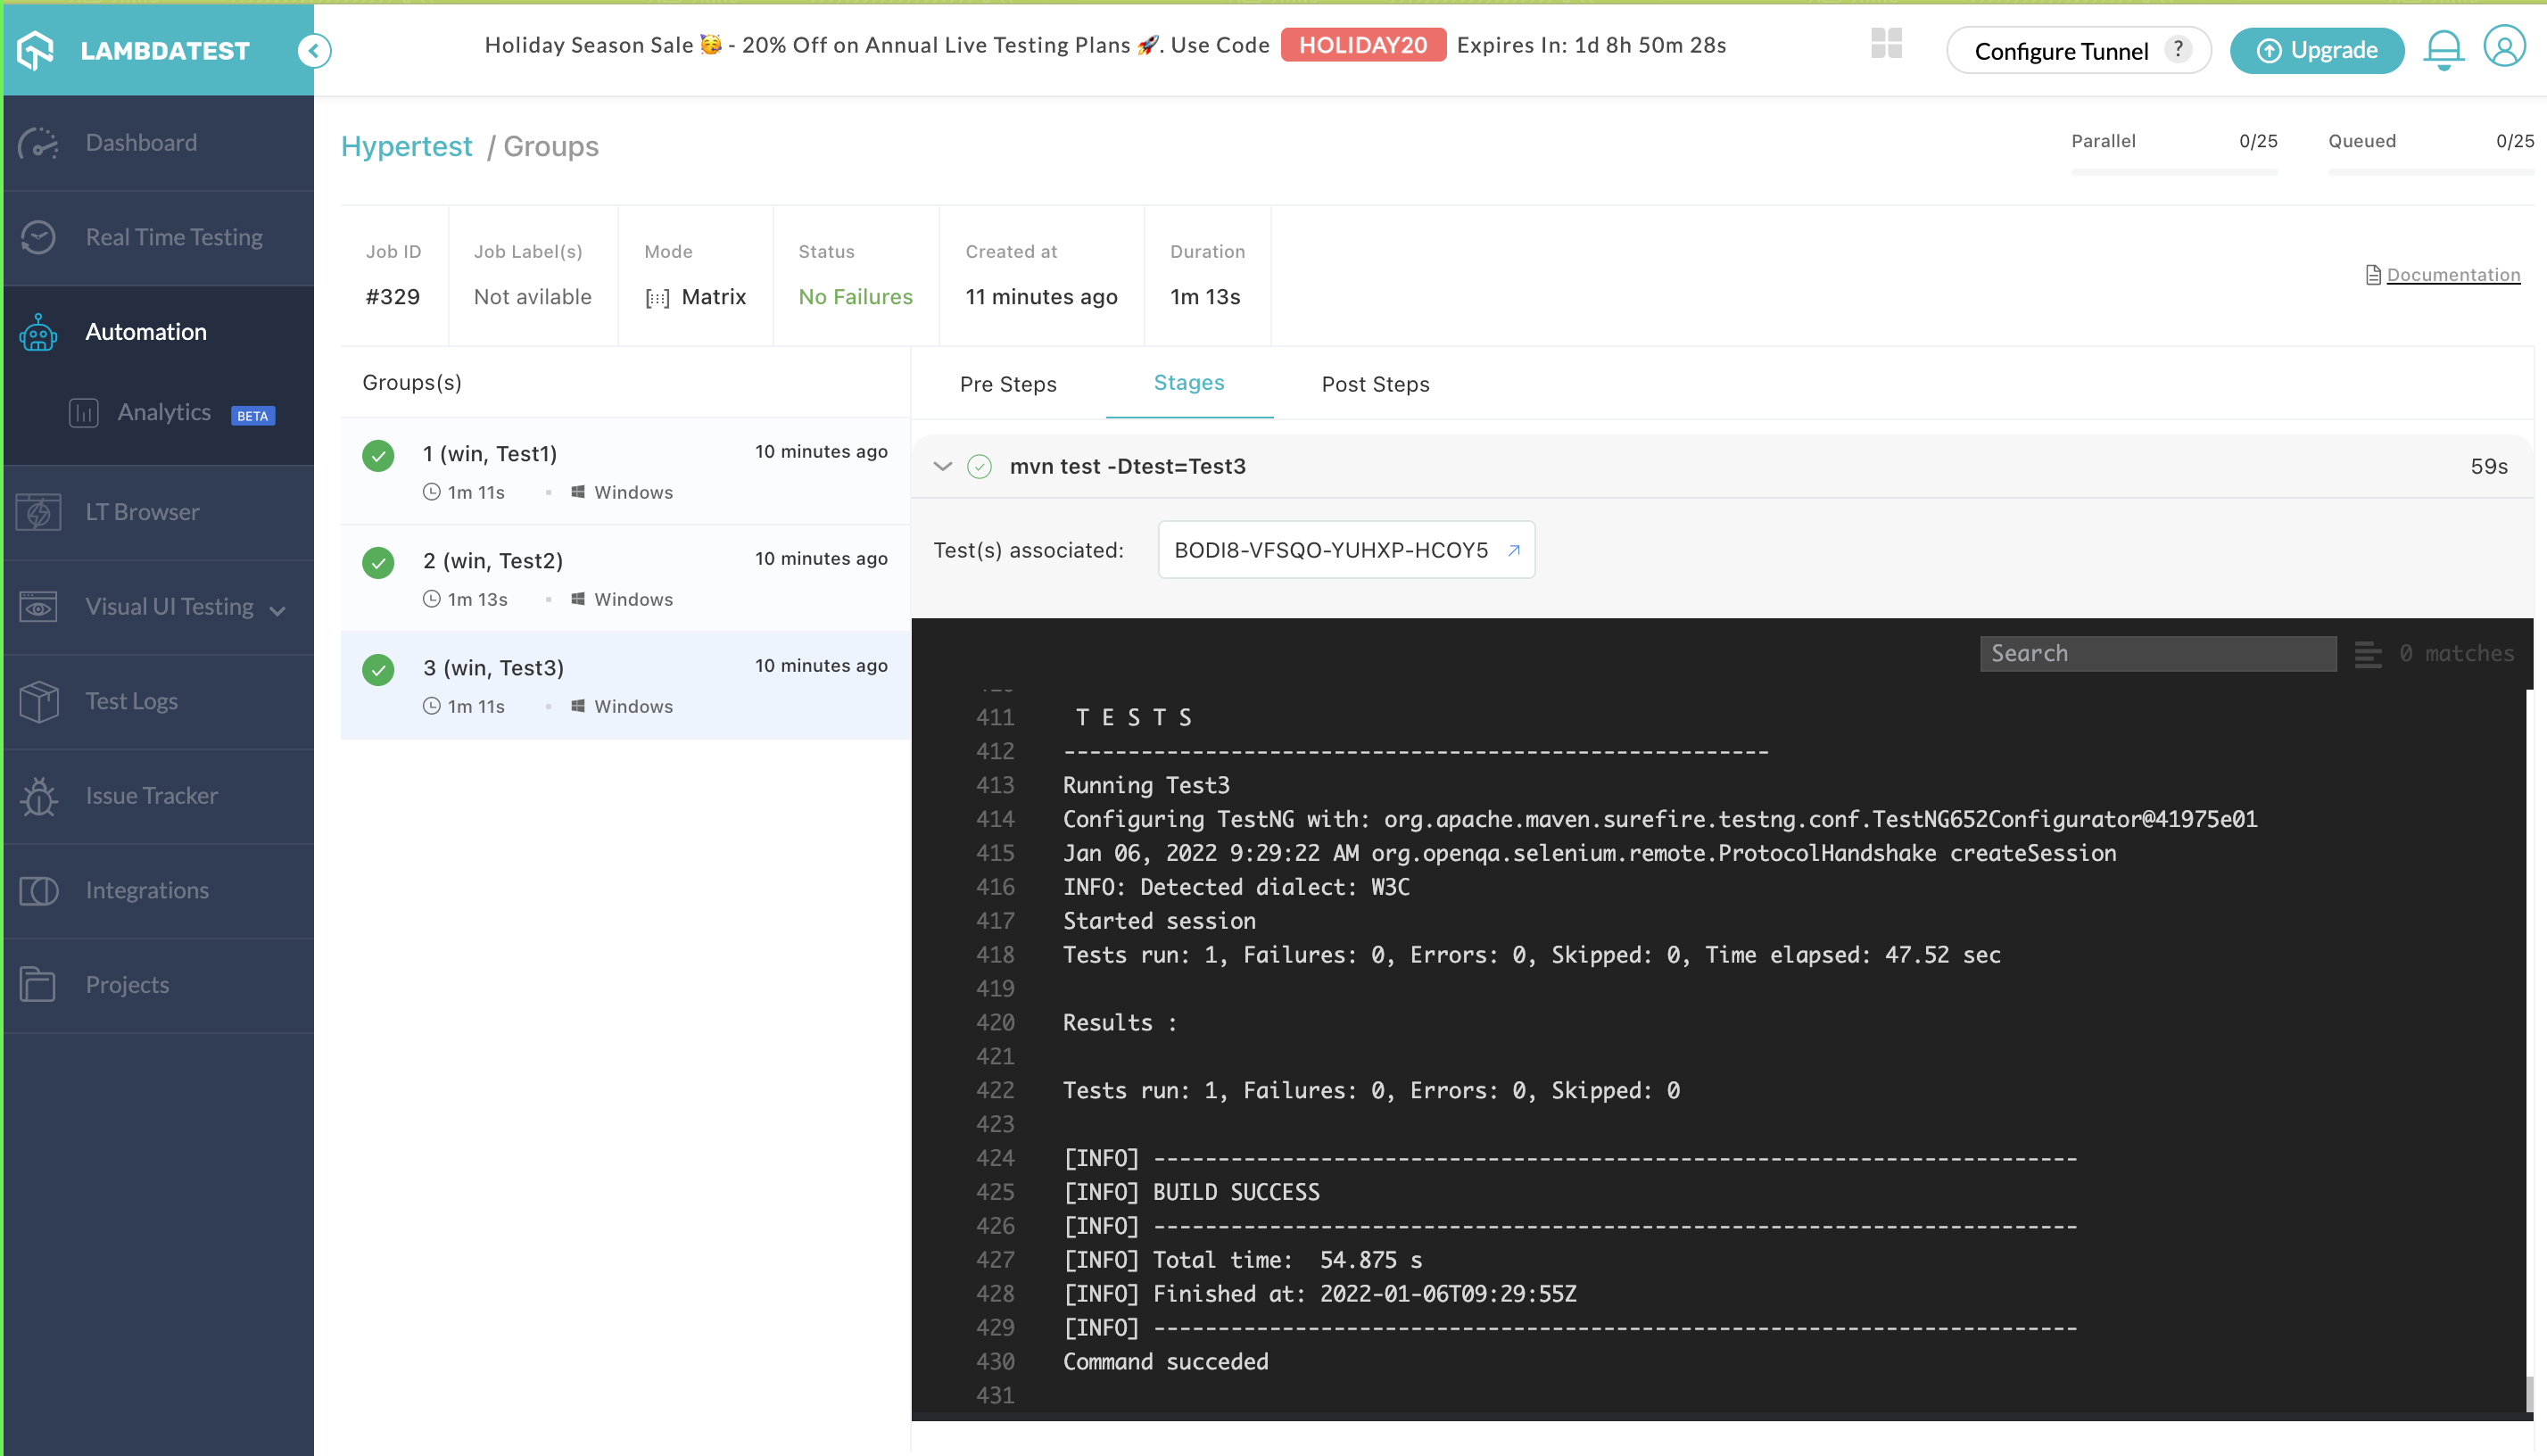 LAMBDATEST
Holiday Season Sale 🥳 - 20% Off on Annual Live Testing Plans 🚀. Use Code HOLIDAY20 Expires In: 1d 8h 50m 28s
Configure Tunnel ?
Upgrade
Dashboard
Real Time Testing
Automation
Analytics BETA
LT Browser
Visual UI Testing
Test Logs
Issue Tracker
Integrations
Projects
Hypertest / Groups
Parallel 0/25
Queued 0/25
Job ID
#329
Job Label(s)
Not avilable
Mode
Matrix
Status
No Failures
Created at
11 minutes ago
Duration
1m 13s
Documentation
Groups(s)
1 (win, Test1) 10 minutes ago
1m 11s • Windows
2 (win, Test2) 10 minutes ago
1m 13s • Windows
3 (win, Test3) 10 minutes ago
1m 11s • Windows
Pre Steps Stages Post Steps
mvn test -Dtest=Test3 59s
Test(s) associated: BODI8-VFSQO-YUHXP-HCOY5
Search 0 matches
411 T E S T S
412 -------------------------------------------------------
413 Running Test3
414 Configuring TestNG with: org.apache.maven.surefire.testng.conf.TestNG652Configurator@41975e01
415 Jan 06, 2022 9:29:22 AM org.openqa.selenium.remote.ProtocolHandshake createSession
416 INFO: Detected dialect: W3C
417 Started session
418 Tests run: 1, Failures: 0, Errors: 0, Skipped: 0, Time elapsed: 47.52 sec
419
420 Results :
421
422 Tests run: 1, Failures: 0, Errors: 0, Skipped: 0
423
424 [INFO] ------------------------------------------------------------------------
425 [INFO] BUILD SUCCESS
426 [INFO] ------------------------------------------------------------------------
427 [INFO] Total time:  54.875 s
428 [INFO] Finished at: 2022-01-06T09:29:55Z
429 [INFO] ------------------------------------------------------------------------
430 Command succeded
431